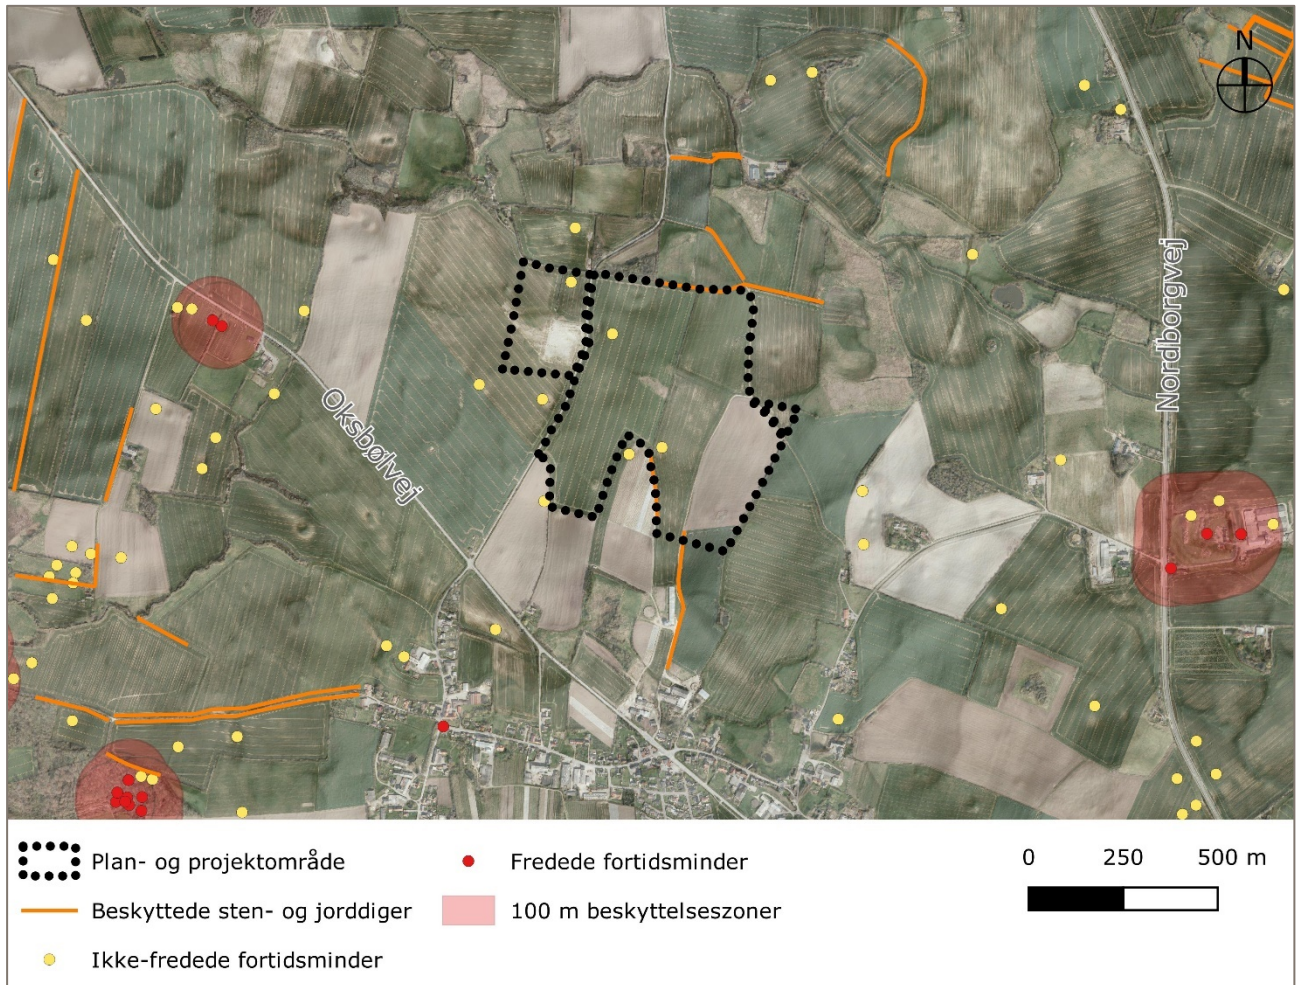 N
Oksbølvej
Nordborgvej
Plan- og projektområde
Fredede fortidsminder
0 250 500 m
Beskyttede sten- og jorddiger
100 m beskyttelseszoner
Ikke-fredede fortidsminder